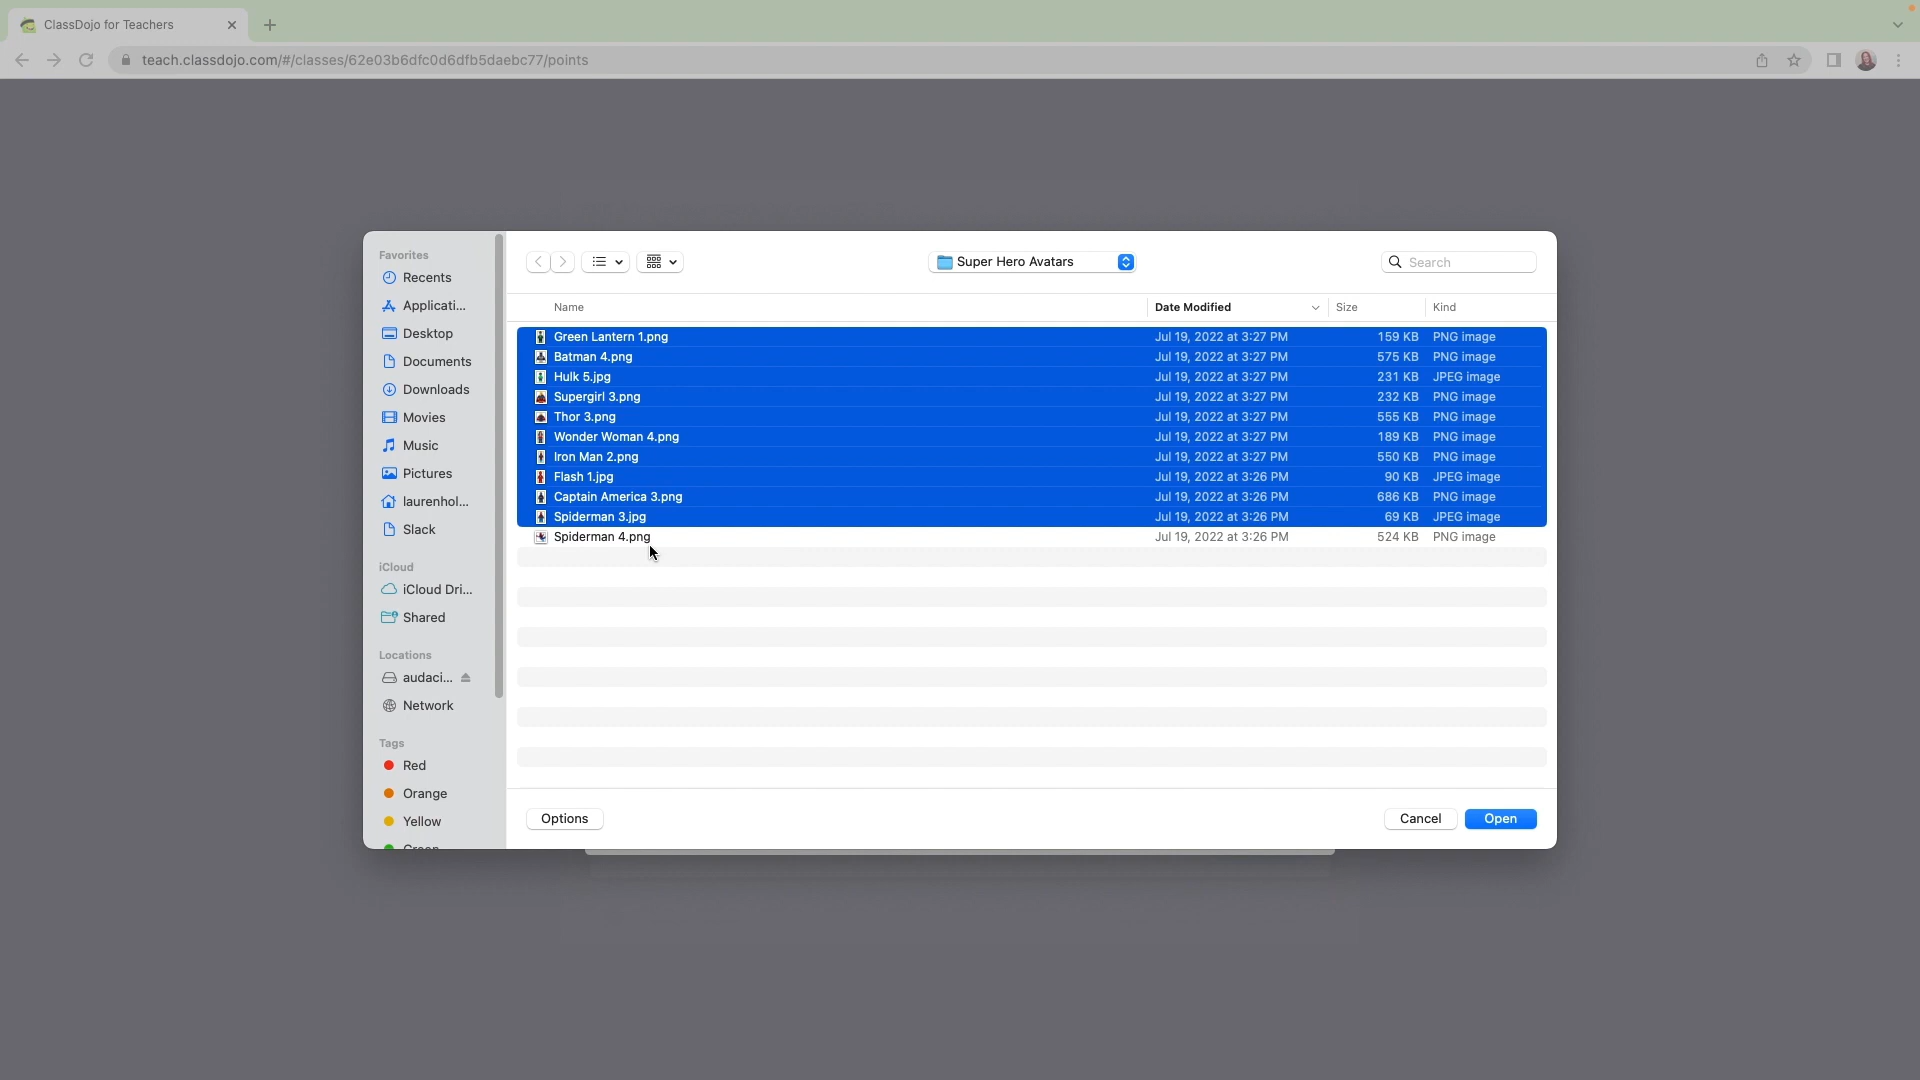 ClassDojo for Teachers
teach.classdojo.com/#/classes/62e03b6dfc0d6dfb5daebc77/points
Favorites
Recents
Applicati...
Desktop
Documents
Downloads
Movies
Music
Pictures
laurenhol...
Slack
iCloud
iCloud Dri...
Shared
Locations
audaci...
Network
Tags
Red
Orange
Yellow
Green
Super Hero Avatars
Search
Name Date Modified Size Kind
Green Lantern 1.png Jul 19, 2022 at 3:27 PM 159 KB PNG image
Batman 4.png Jul 19, 2022 at 3:27 PM 575 KB PNG image
Hulk 5.jpg Jul 19, 2022 at 3:27 PM 231 KB JPEG image
Supergirl 3.png Jul 19, 2022 at 3:27 PM 232 KB PNG image
Thor 3.png Jul 19, 2022 at 3:27 PM 555 KB PNG image
Wonder Woman 4.png Jul 19, 2022 at 3:27 PM 189 KB PNG image
Iron Man 2.png Jul 19, 2022 at 3:27 PM 550 KB PNG image
Flash 1.jpg Jul 19, 2022 at 3:26 PM 90 KB JPEG image
Captain America 3.png Jul 19, 2022 at 3:26 PM 686 KB PNG image
Spiderman 3.jpg Jul 19, 2022 at 3:26 PM 69 KB JPEG image
Spiderman 4.png Jul 19, 2022 at 3:26 PM 524 KB PNG image
Options
Cancel
Open